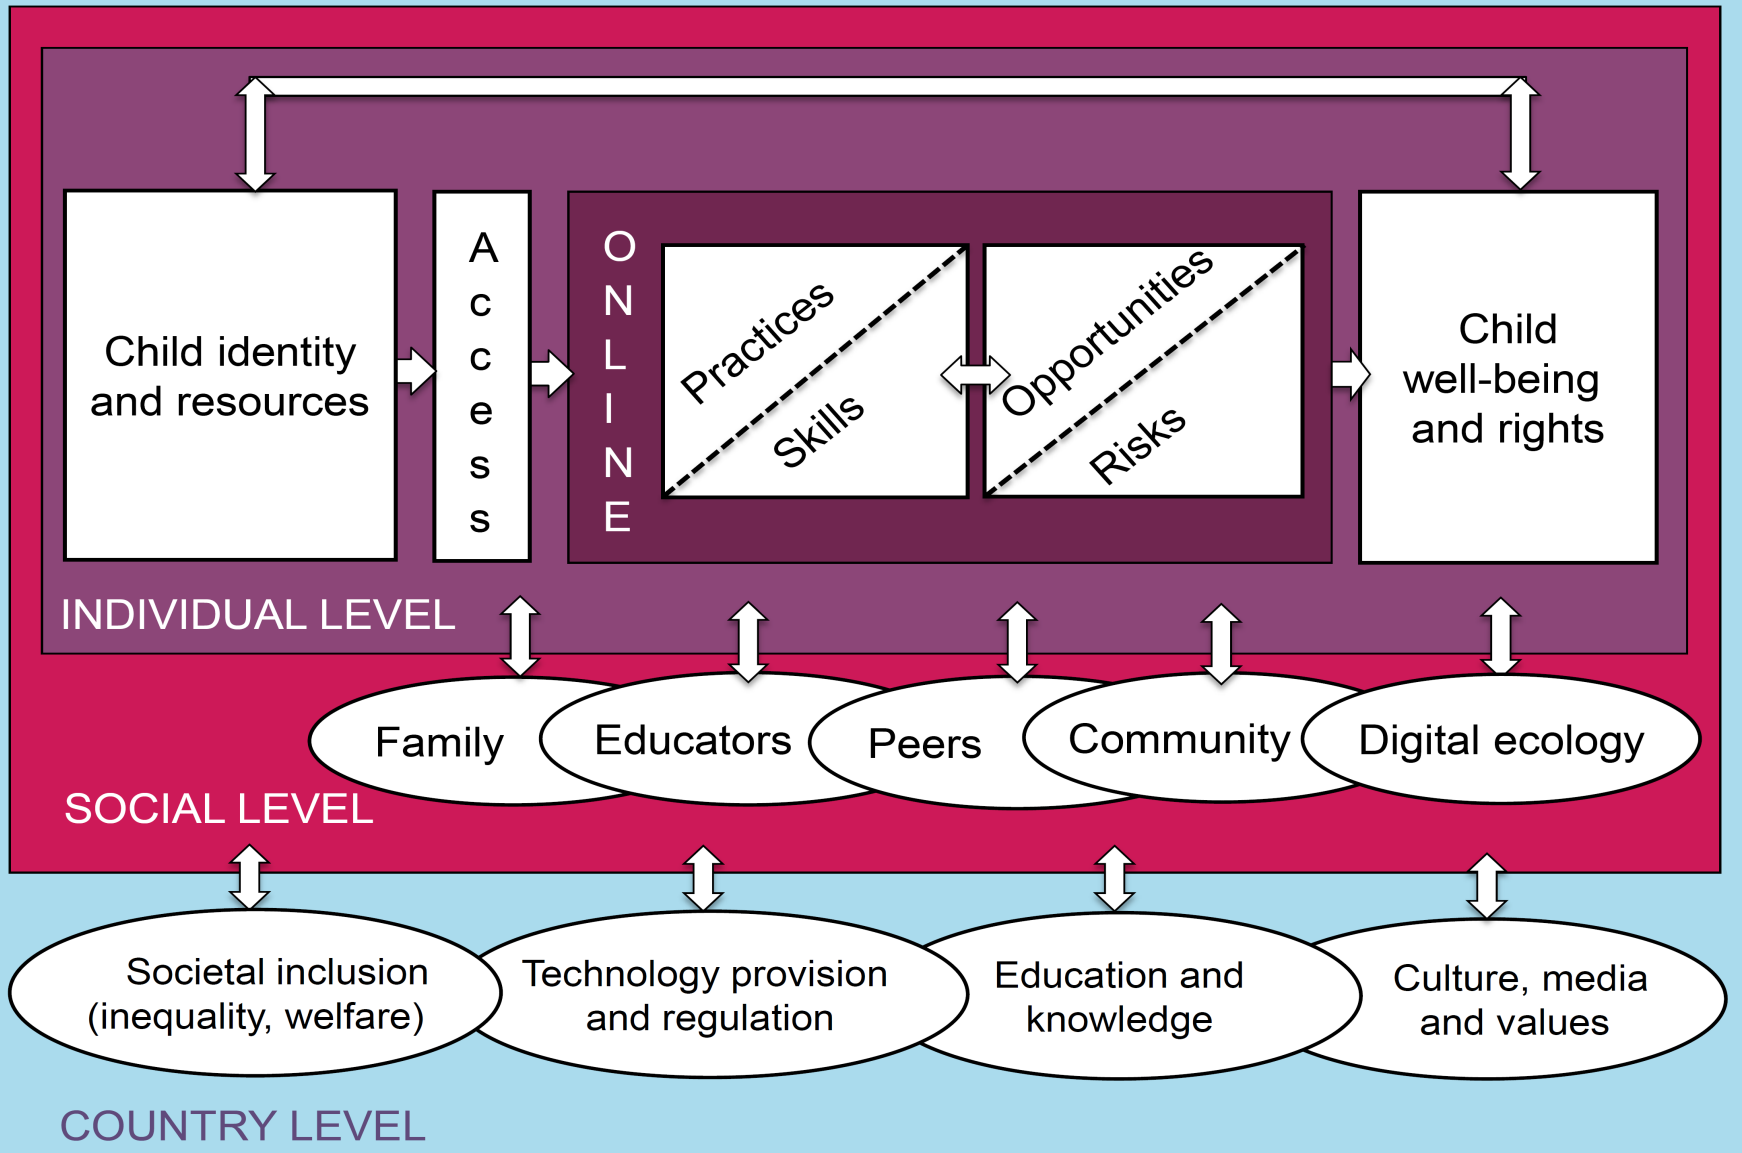 Child identity
and resources
Access
ONLINE
Practices
Skills
Opportunities
Risks
Child
well-being
and rights
INDIVIDUAL LEVEL
Family
Educators
Peers
Community
Digital ecology
SOCIAL LEVEL
Societal inclusion
(inequality, welfare)
Technology provision
and regulation
Education and
knowledge
Culture, media
and values
COUNTRY LEVEL